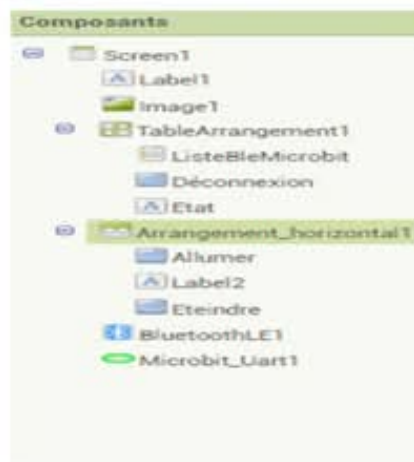 Composants
Screen1
Label1
Image1
TableArrangement1
ListeBleMicrobit
Déconnexion
Etat
Arrangement_horizontal1
Allumer
Label2
Eteindre
BluetoothLE1
Microbit_Uart1